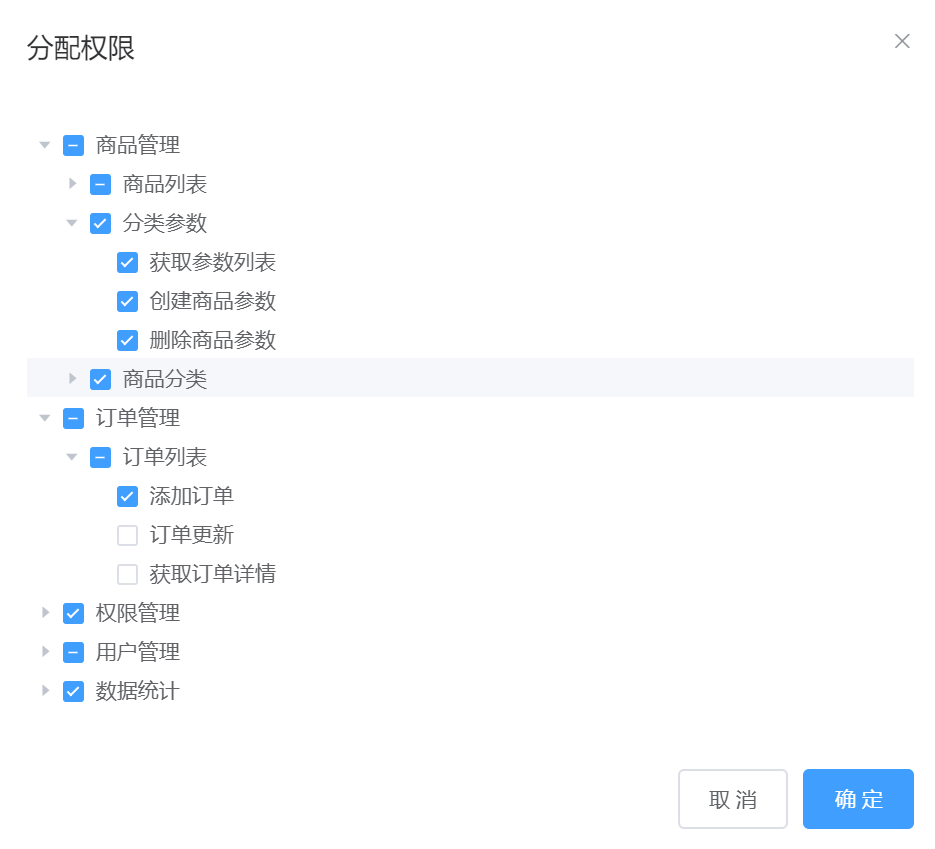 分配权限
商品管理
商品列表
分类参数
获取参数列表
创建商品参数
删除商品参数
商品分类
订单管理
订单列表
添加订单
订单更新
获取订单详情
权限管理
用户管理
数据统计
取 消 确 定